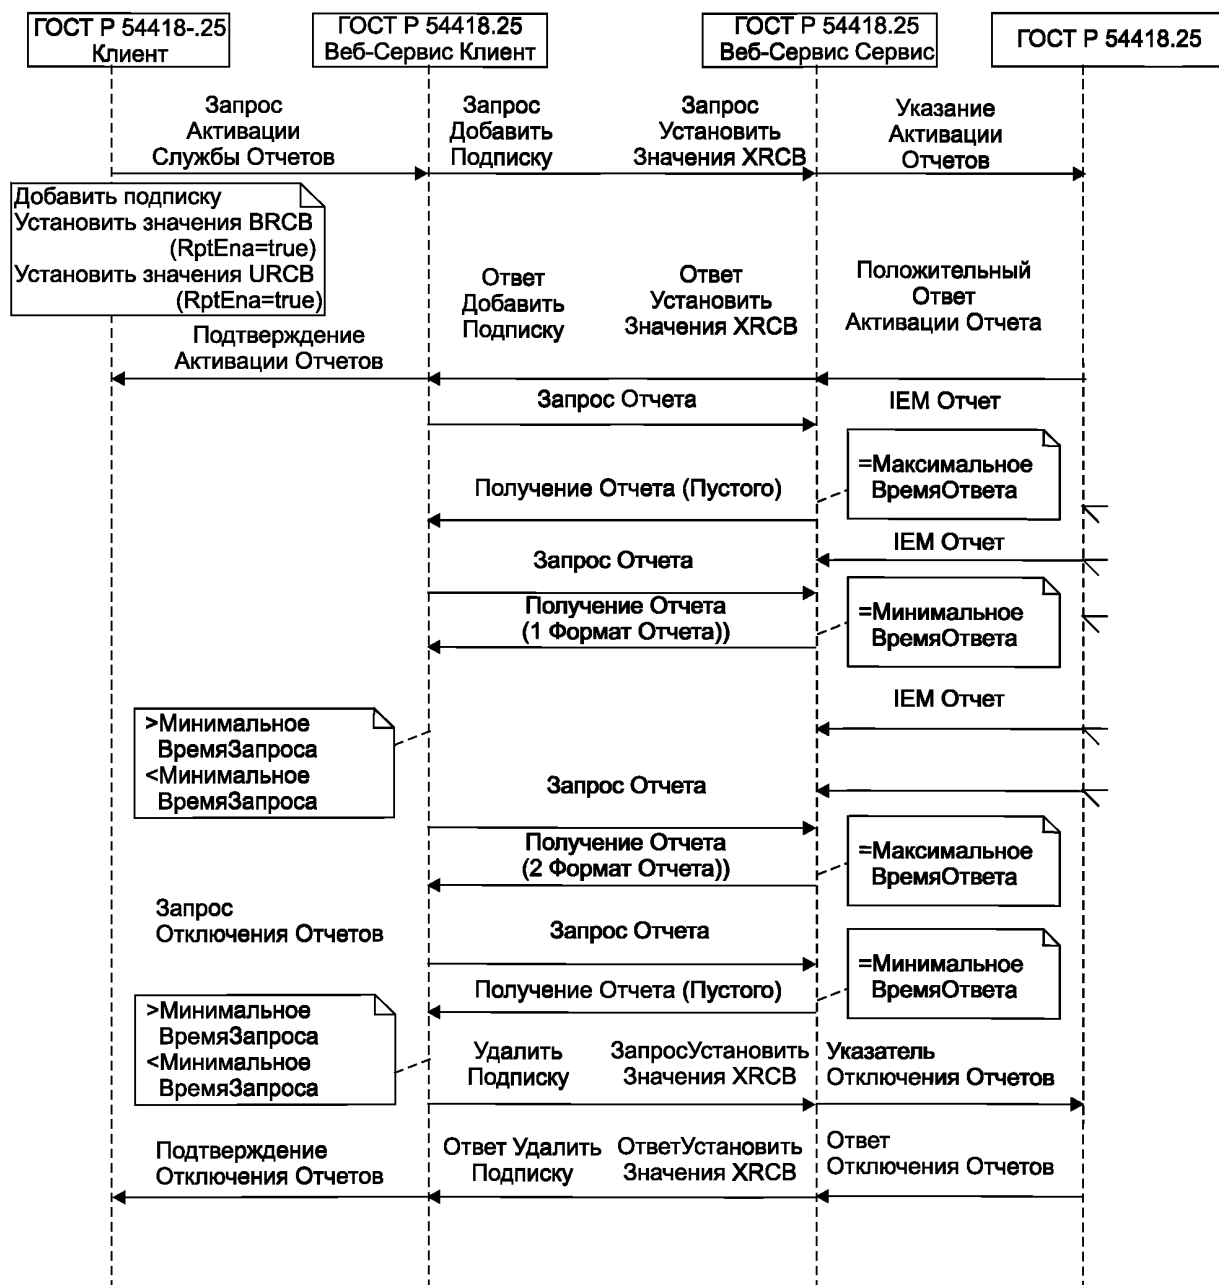 ГОСТ Р 54418-.25
Клиент
ГОСТ Р 54418.25
Веб-Сервис Клиент
ГОСТ Р 54418.25
Веб-Сервис Сервис
ГОСТ Р 54418.25
Запрос
Активации
Службы Отчетов
Запрос
Добавить
Подписку
Запрос
Установить
Значения XRCB
Указание
Активации
Отчетов
Добавить подписку
Установить значения BRCB
(RptEna=true)
Установить значения URCB
(RptEna=true)
Ответ
Добавить
Подписку
Ответ
Установить
Значения XRCB
Положительный
Ответ
Активации Отчета
Подтверждение
Активации Отчетов
Запрос Отчета
IEM Отчет
=Максимальное
ВремяОтвета
Получение Отчета (Пустого)
IEM Отчет
Запрос Отчета
Получение Отчета
(1 Формат Отчета))
=Минимальное
ВремяОтвета
IEM Отчет
>Минимальное
ВремяЗапроса
<Минимальное
ВремяЗапроса
Запрос Отчета
Получение Отчета
(2 Формат Отчета))
=Максимальное
ВремяОтвета
Запрос
Отключения Отчетов
Запрос Отчета
=Минимальное
ВремяОтвета
Получение Отчета (Пустого)
>Минимальное
ВремяЗапроса
<Минимальное
ВремяЗапроса
Удалить
Подписку
ЗапросУстановить
Значения XRCB
Указатель
Отключения Отчетов
Подтверждение
Отключения Отчетов
Ответ Удалить
Подписку
ОтветУстановить
Значения XRCB
Ответ
Отключения Отчетов